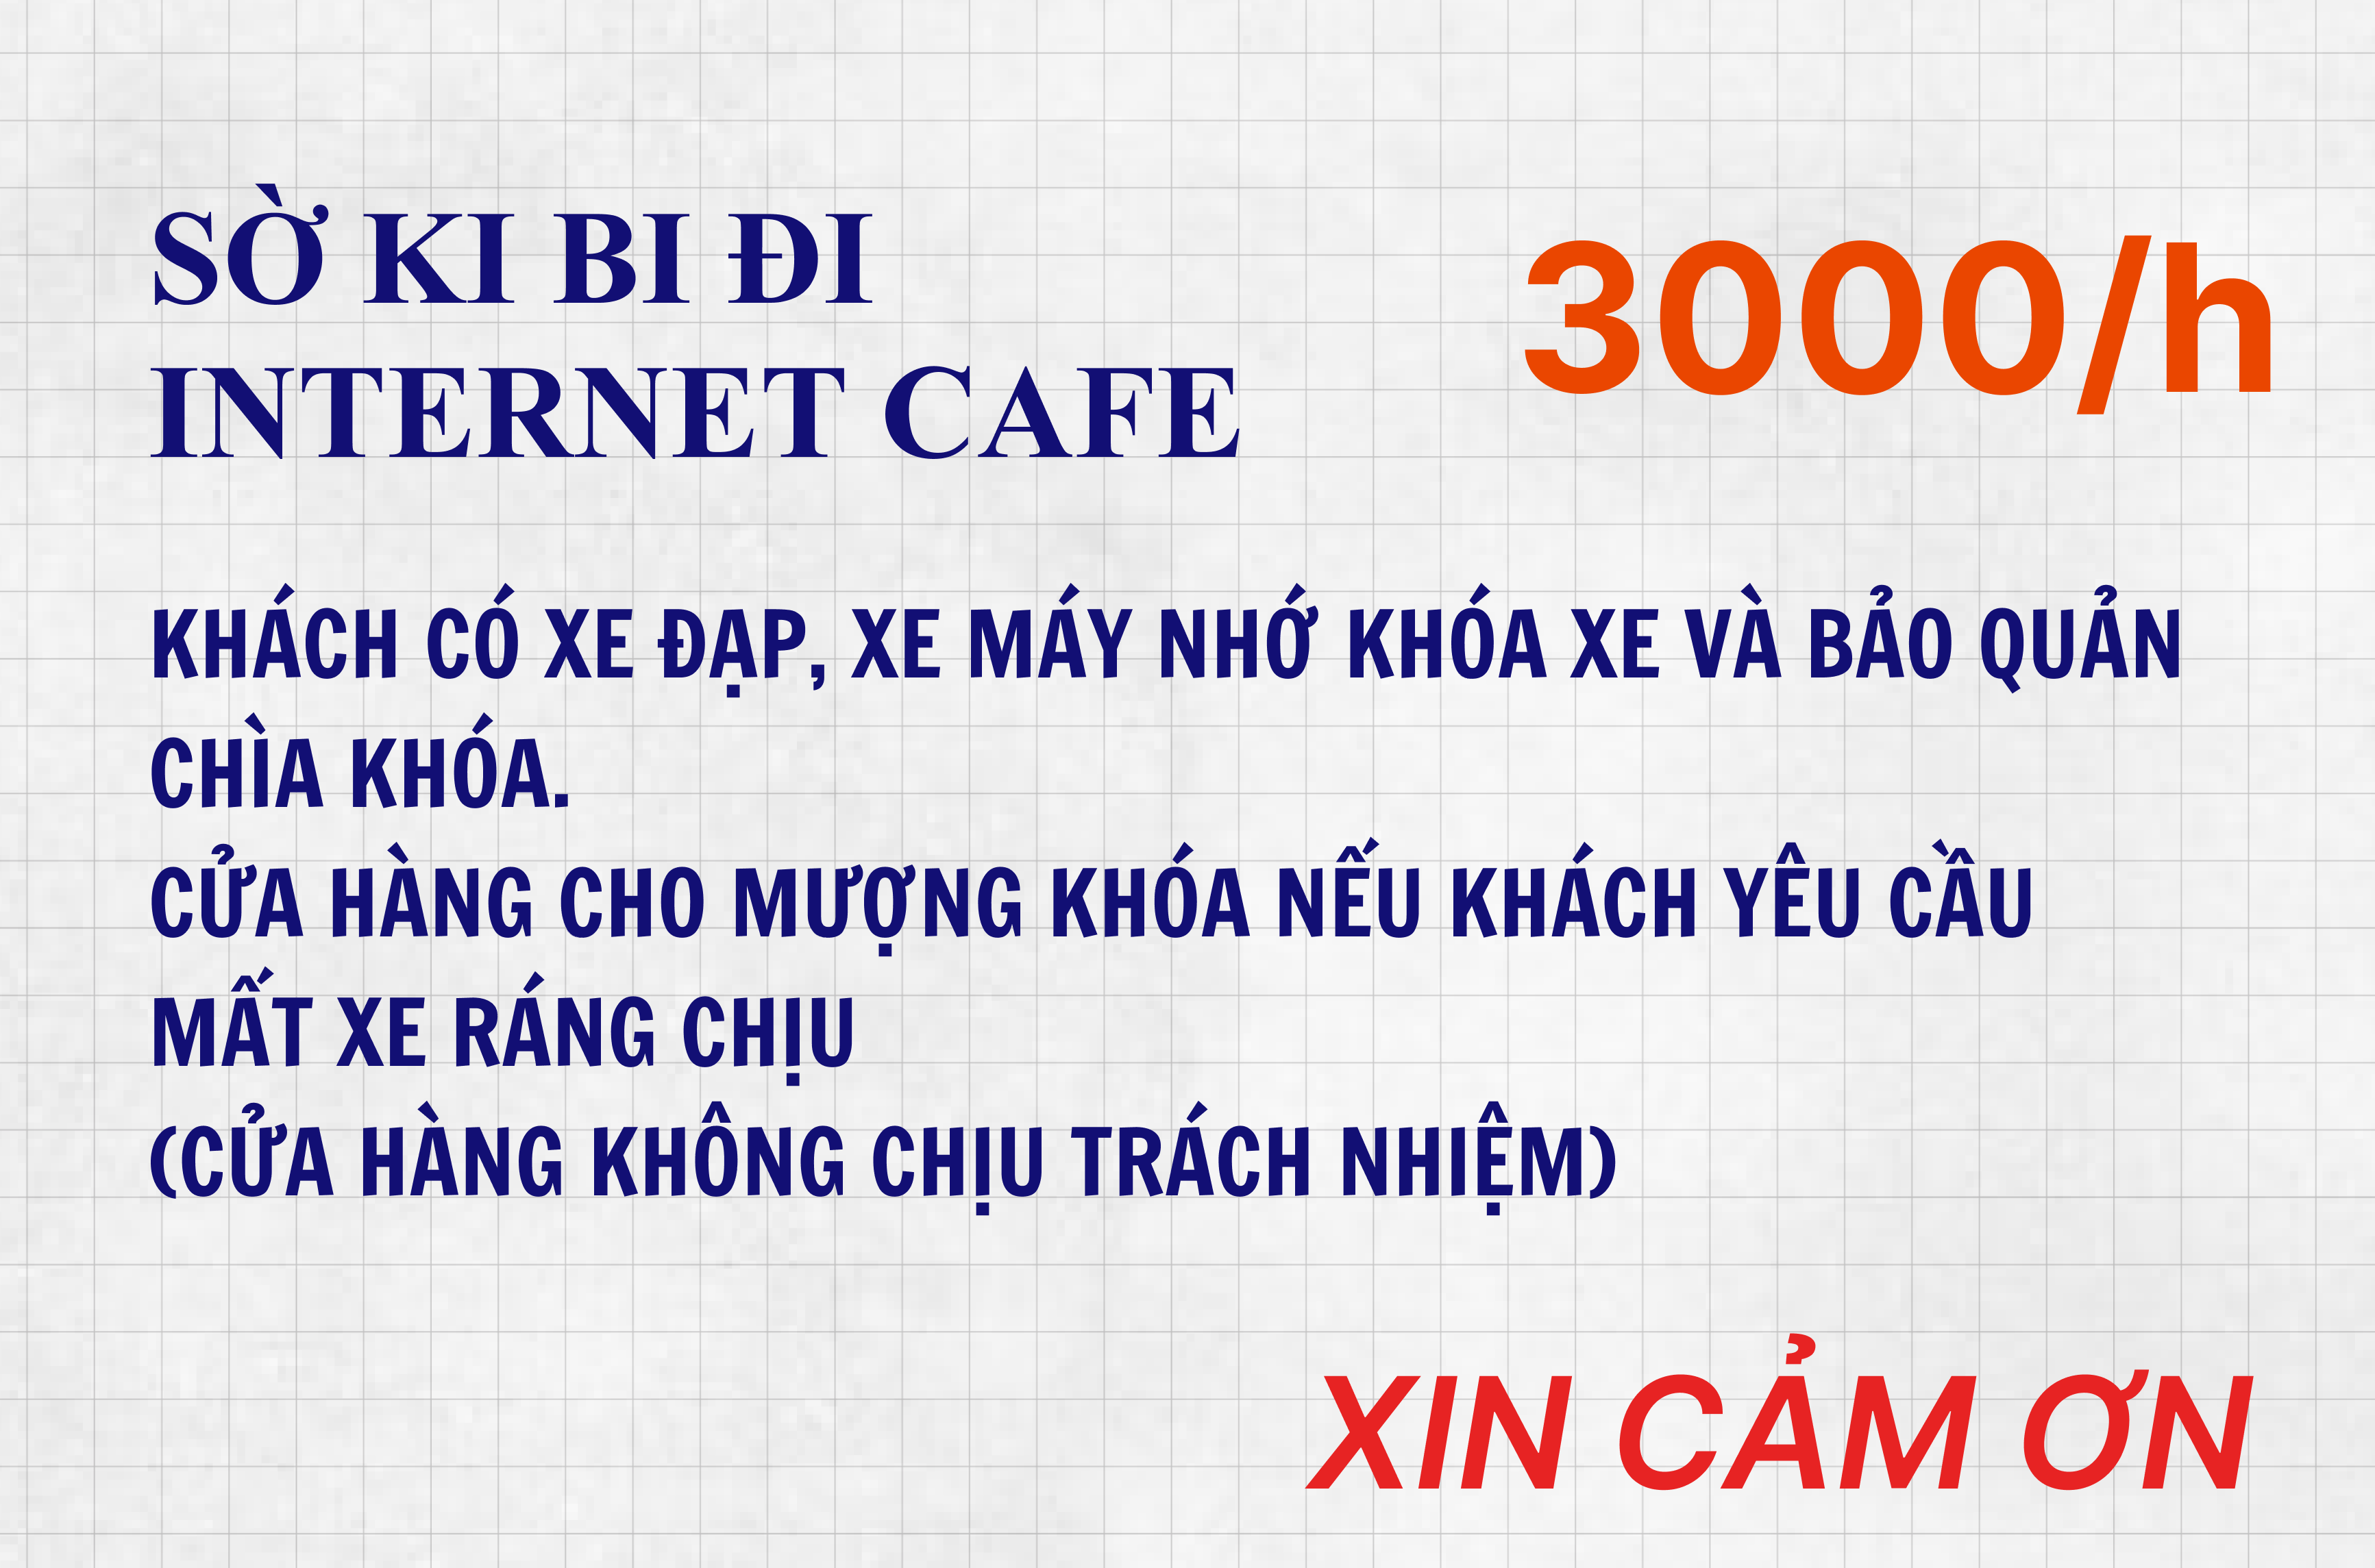 SỜ KI BI ĐI
INTERNET CAFE
3000/h
KHÁCH CÓ XE ĐẠP, XE MÁY NHỚ KHÓA XE VÀ BẢO QUẢN
CHÌA KHÓA.
CỬA HÀNG CHO MƯỢNG KHÓA NẾU KHÁCH YÊU CẦU
MẤT XE RÁNG CHỊU
(CỬA HÀNG KHÔNG CHỊU TRÁCH NHIỆM)
XIN CẢM ƠN